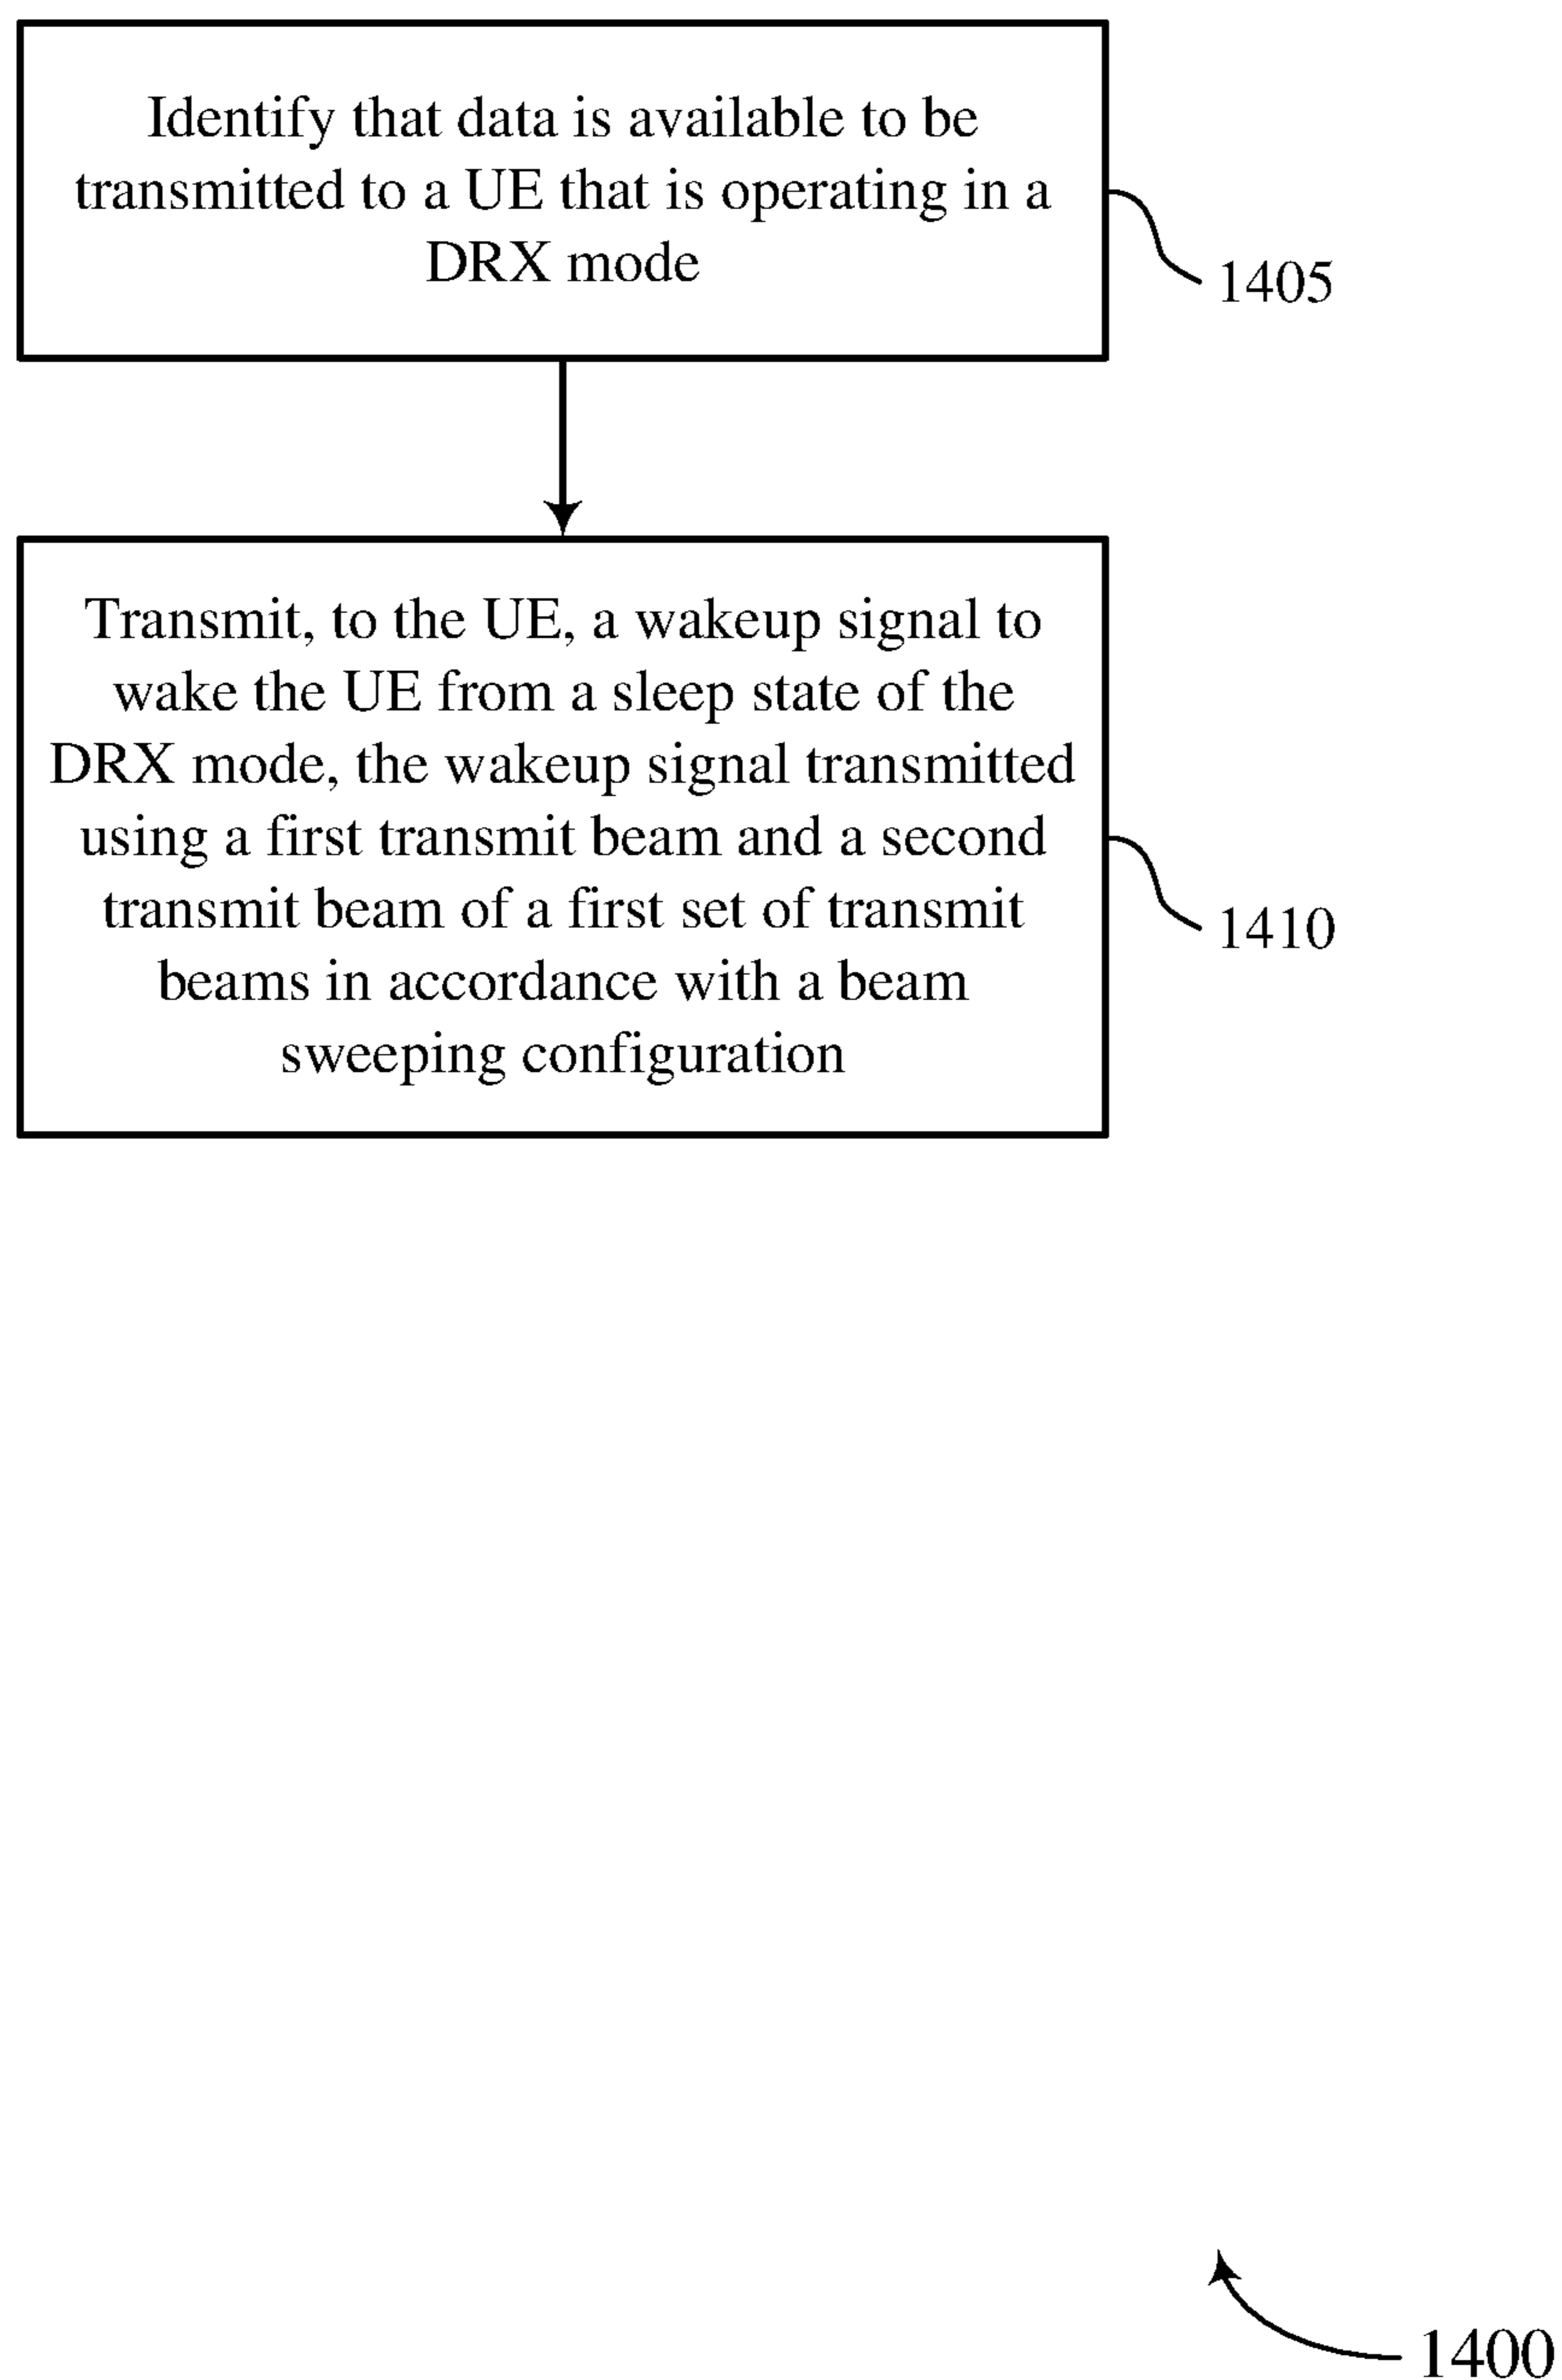 Identify that data is available to be
transmitted to a UE that is operating in a
DRX mode
1405
Transmit, to the UE, a wakeup signal to
wake the UE from a sleep state of the
DRX mode, the wakeup signal transmitted
using a first transmit beam and a second
transmit beam of a first set of transmit
beams in accordance with a beam
sweeping configuration
1410
1400